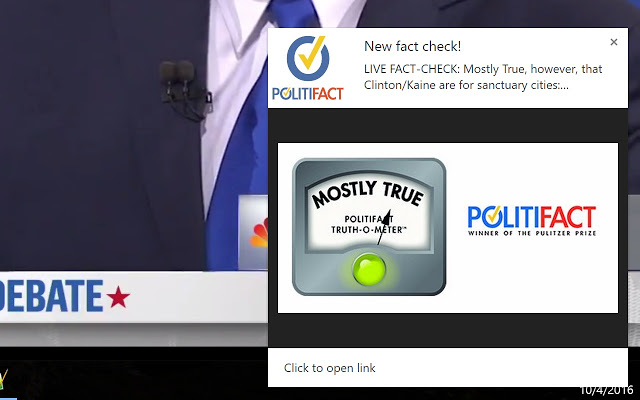 New fact check!
×
LIVE FACT-CHECK: Mostly True, however, that
Clinton/Kaine are for sanctuary cities:...
POLITIFACT
MOSTLY TRUE
POLITIFACT
TRUTH-O-METER™
POLITIFACT
WINNER OF THE PULITZER PRIZE
DEBATE
Click to open link
10/4/2016